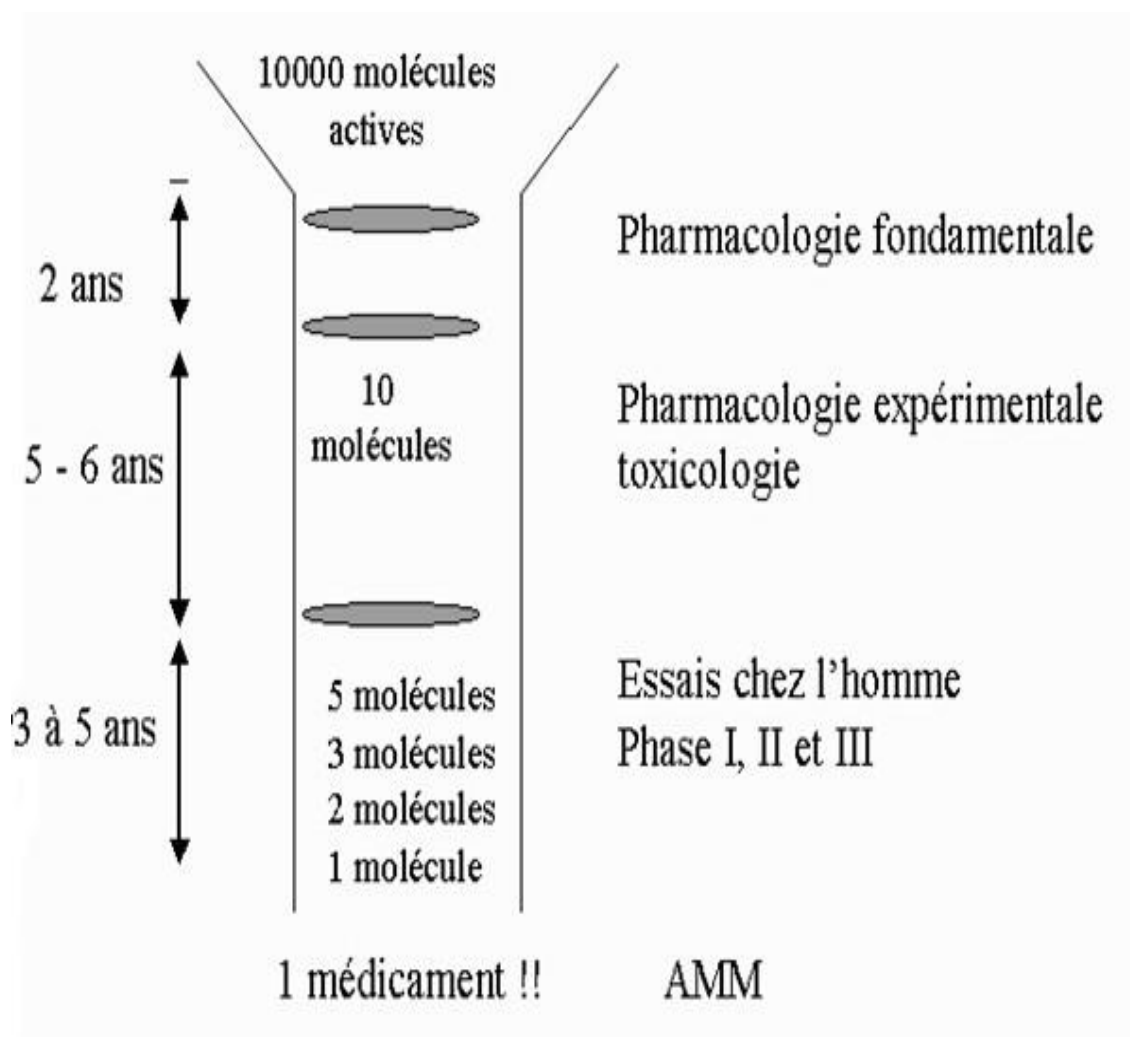 10000 molécules
actives
2 ans
Pharmacologie fondamentale
10
molécules
5 - 6 ans
Pharmacologie expérimentale
toxicologie
3 à 5 ans
5 molécules
3 molécules
2 molécules
1 molécule
Essais chez l’homme
Phase I, II et III
1 médicament !!
AMM